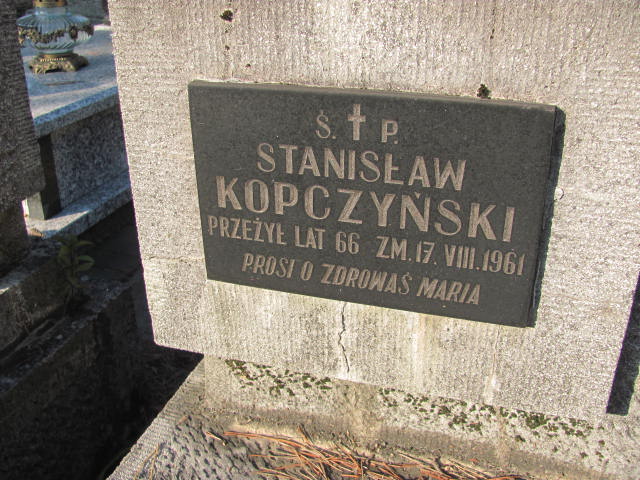 Ś.✝P.
STANISŁAW
KOPCZYŃSKI
PRZEŻYŁ LAT 66 ZM. 17. VIII. 1961
PROSI O ZDROWAŚ MARIA